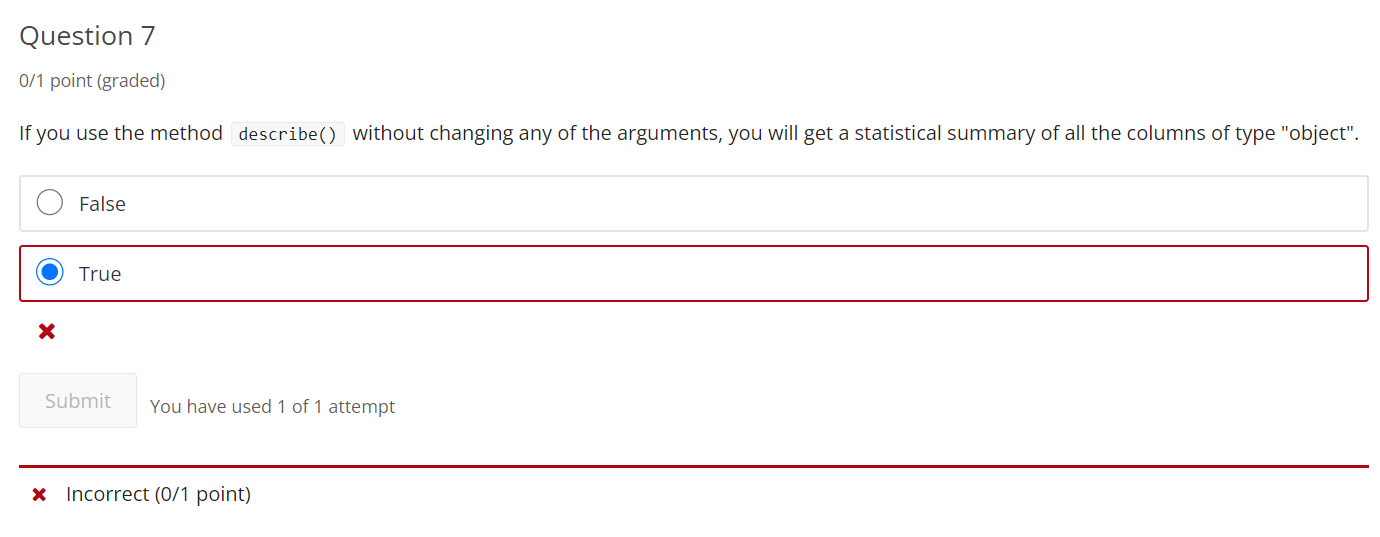 Question 7
0/1 point (graded)
If you use the method describe() without changing any of the arguments, you will get a statistical summary of all the columns of type "object".
False
True
Submit
You have used 1 of 1 attempt
Incorrect (0/1 point)